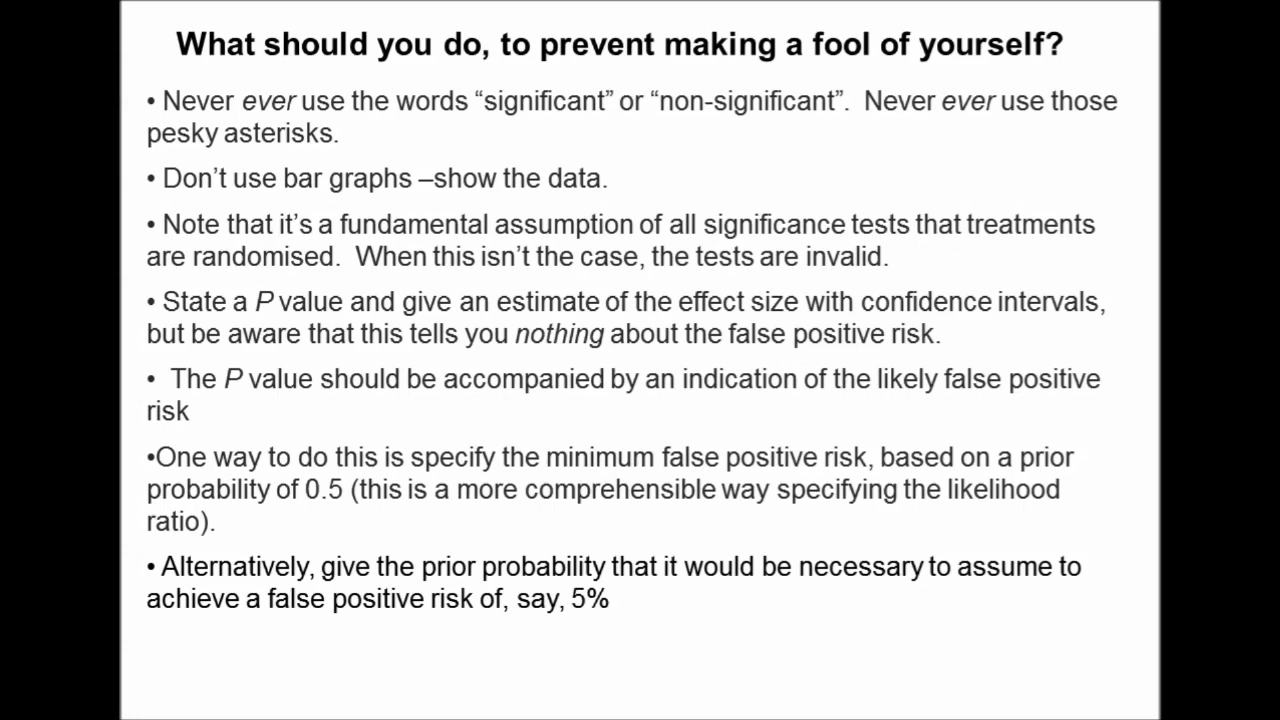 What should you do, to prevent making a fool of yourself?
• Never ever use the words “significant” or “non-significant”.  Never ever use those
pesky asterisks.
• Don’t use bar graphs –show the data.
• Note that it’s a fundamental assumption of all significance tests that treatments
are randomised.  When this isn’t the case, the tests are invalid.
• State a P value and give an estimate of the effect size with confidence intervals,
but be aware that this tells you nothing about the false positive risk.
•  The P value should be accompanied by an indication of the likely false positive
risk
•One way to do this is specify the minimum false positive risk, based on a prior
probability of 0.5 (this is a more comprehensible way specifying the likelihood
ratio).
• Alternatively, give the prior probability that it would be necessary to assume to
achieve a false positive risk of, say, 5%